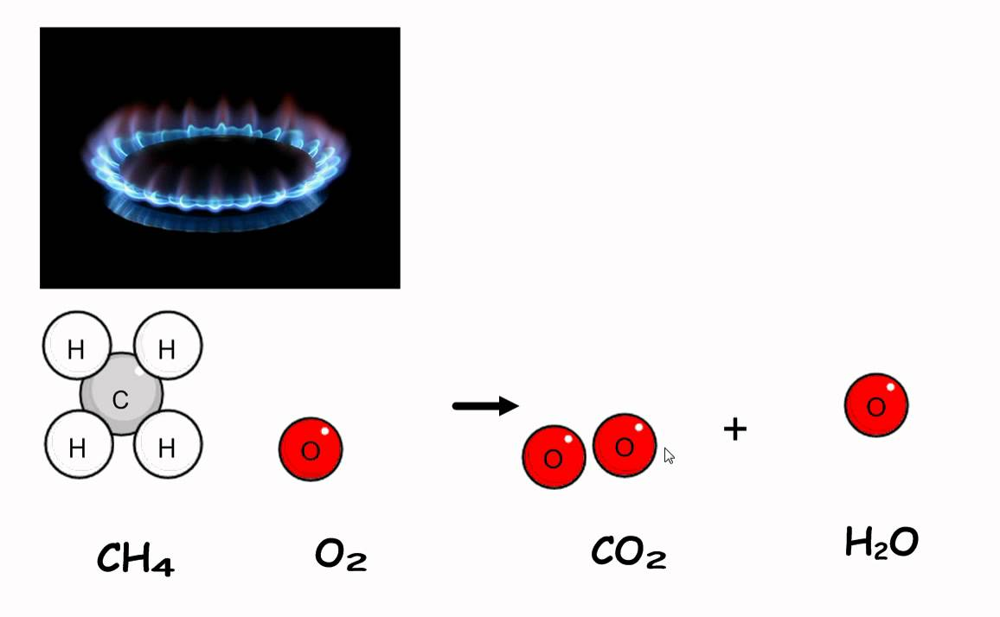 H H
C
H H
O
O O
+
O
CH₄ O₂ CO₂ H₂O